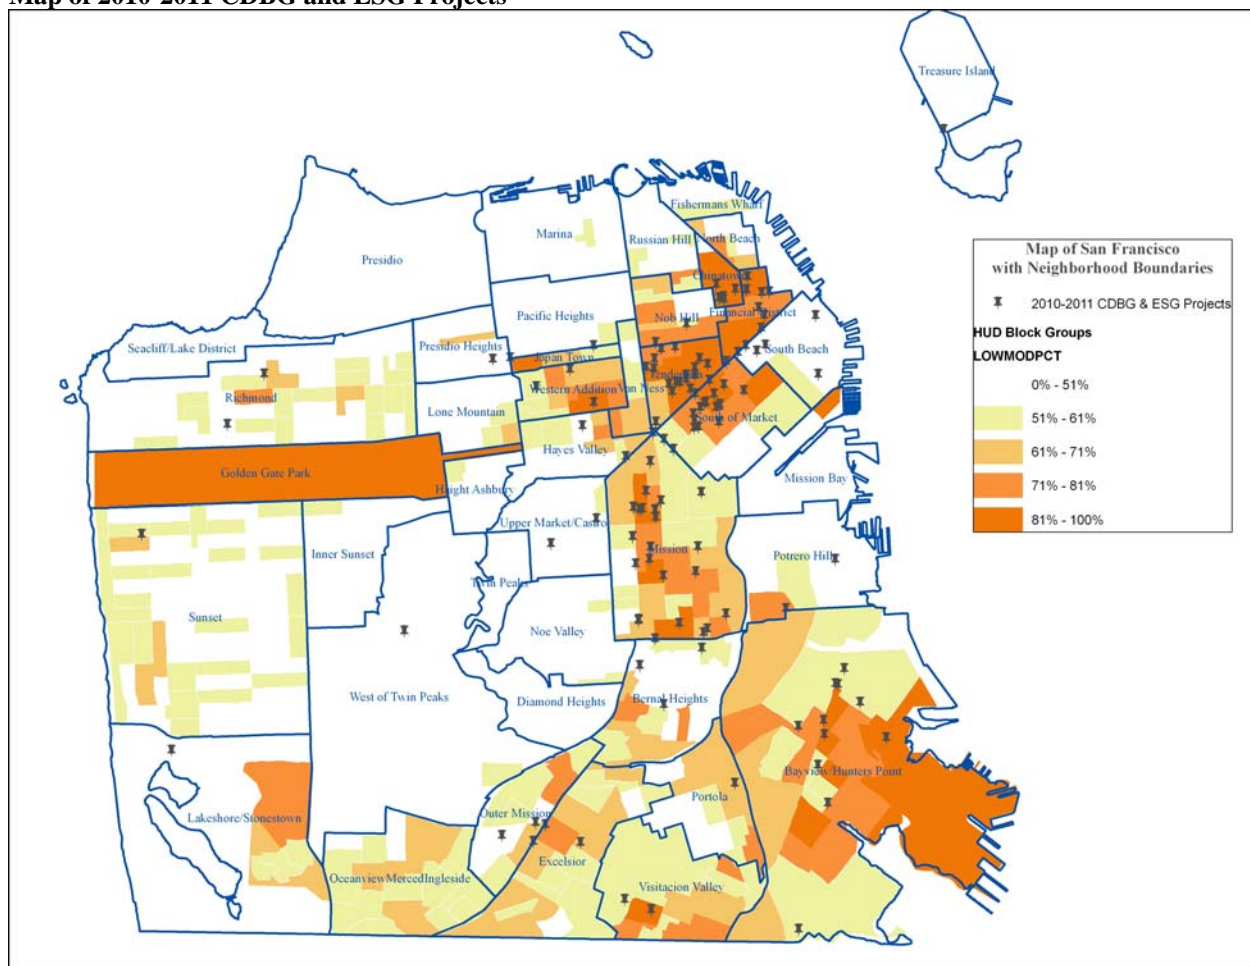 Map of 2010-2011 CDBG and ESG Projects
Treasure Island
Fishermans Wharf
Marina
Russian Hill
North Beach
Presidio
Chinatown
Pacific Heights
Nob Hill
Financial District
Seacliff/Lake District
Presidio Heights
Japan Town
South Beach
Tenderloin
Richmond
Western Addition
Van Ness
Lone Mountain
South of Market
Hayes Valley
Golden Gate Park
Mission Bay
Haight Ashbury
Upper Market/Castro
Inner Sunset
Mission
Potrero Hill
Twin Peaks
Sunset
Noe Valley
West of Twin Peaks
Diamond Heights
Bernal Heights
Bayview/Hunters Point
Portola
Lakeshore/Stonestown
Outer Mission
Excelsior
OceanviewMercedIngleside
Visitacion Valley
Map of San Francisco
with Neighborhood Boundaries
2010-2011 CDBG & ESG Projects
HUD Block Groups
LOWMODPCT
0% - 51%
51% - 61%
61% - 71%
71% - 81%
81% - 100%